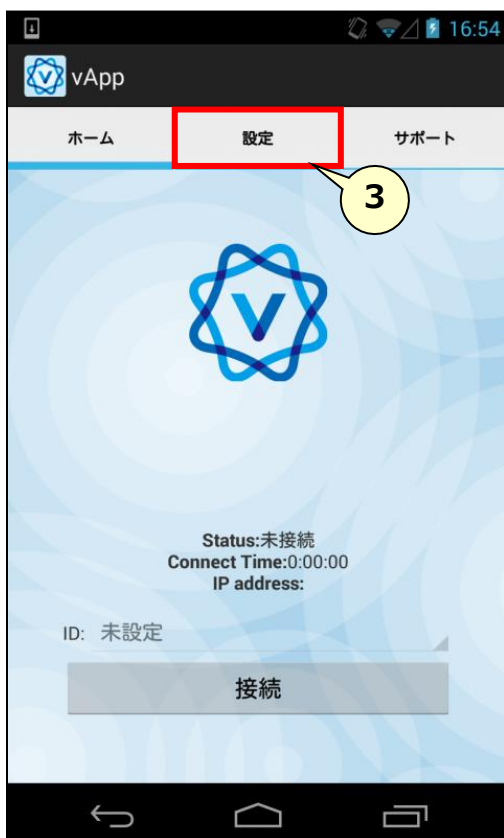 16:54
vApp
ホーム 設定 サポート
3
Status:未接続
Connect Time:0:00:00
IP address:
ID: 未設定
接続